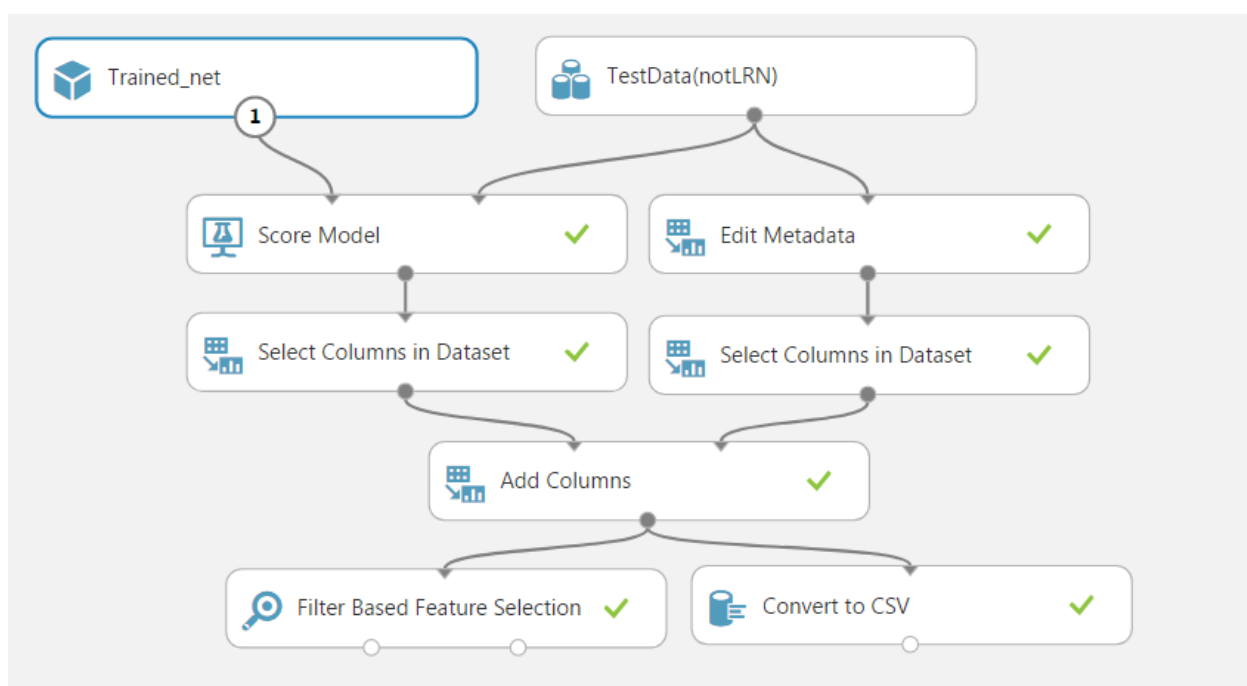 Trained_net
TestData(notLRN)
1
Score Model
Edit Metadata
Select Columns in Dataset
Select Columns in Dataset
Add Columns
Filter Based Feature Selection
Convert to CSV